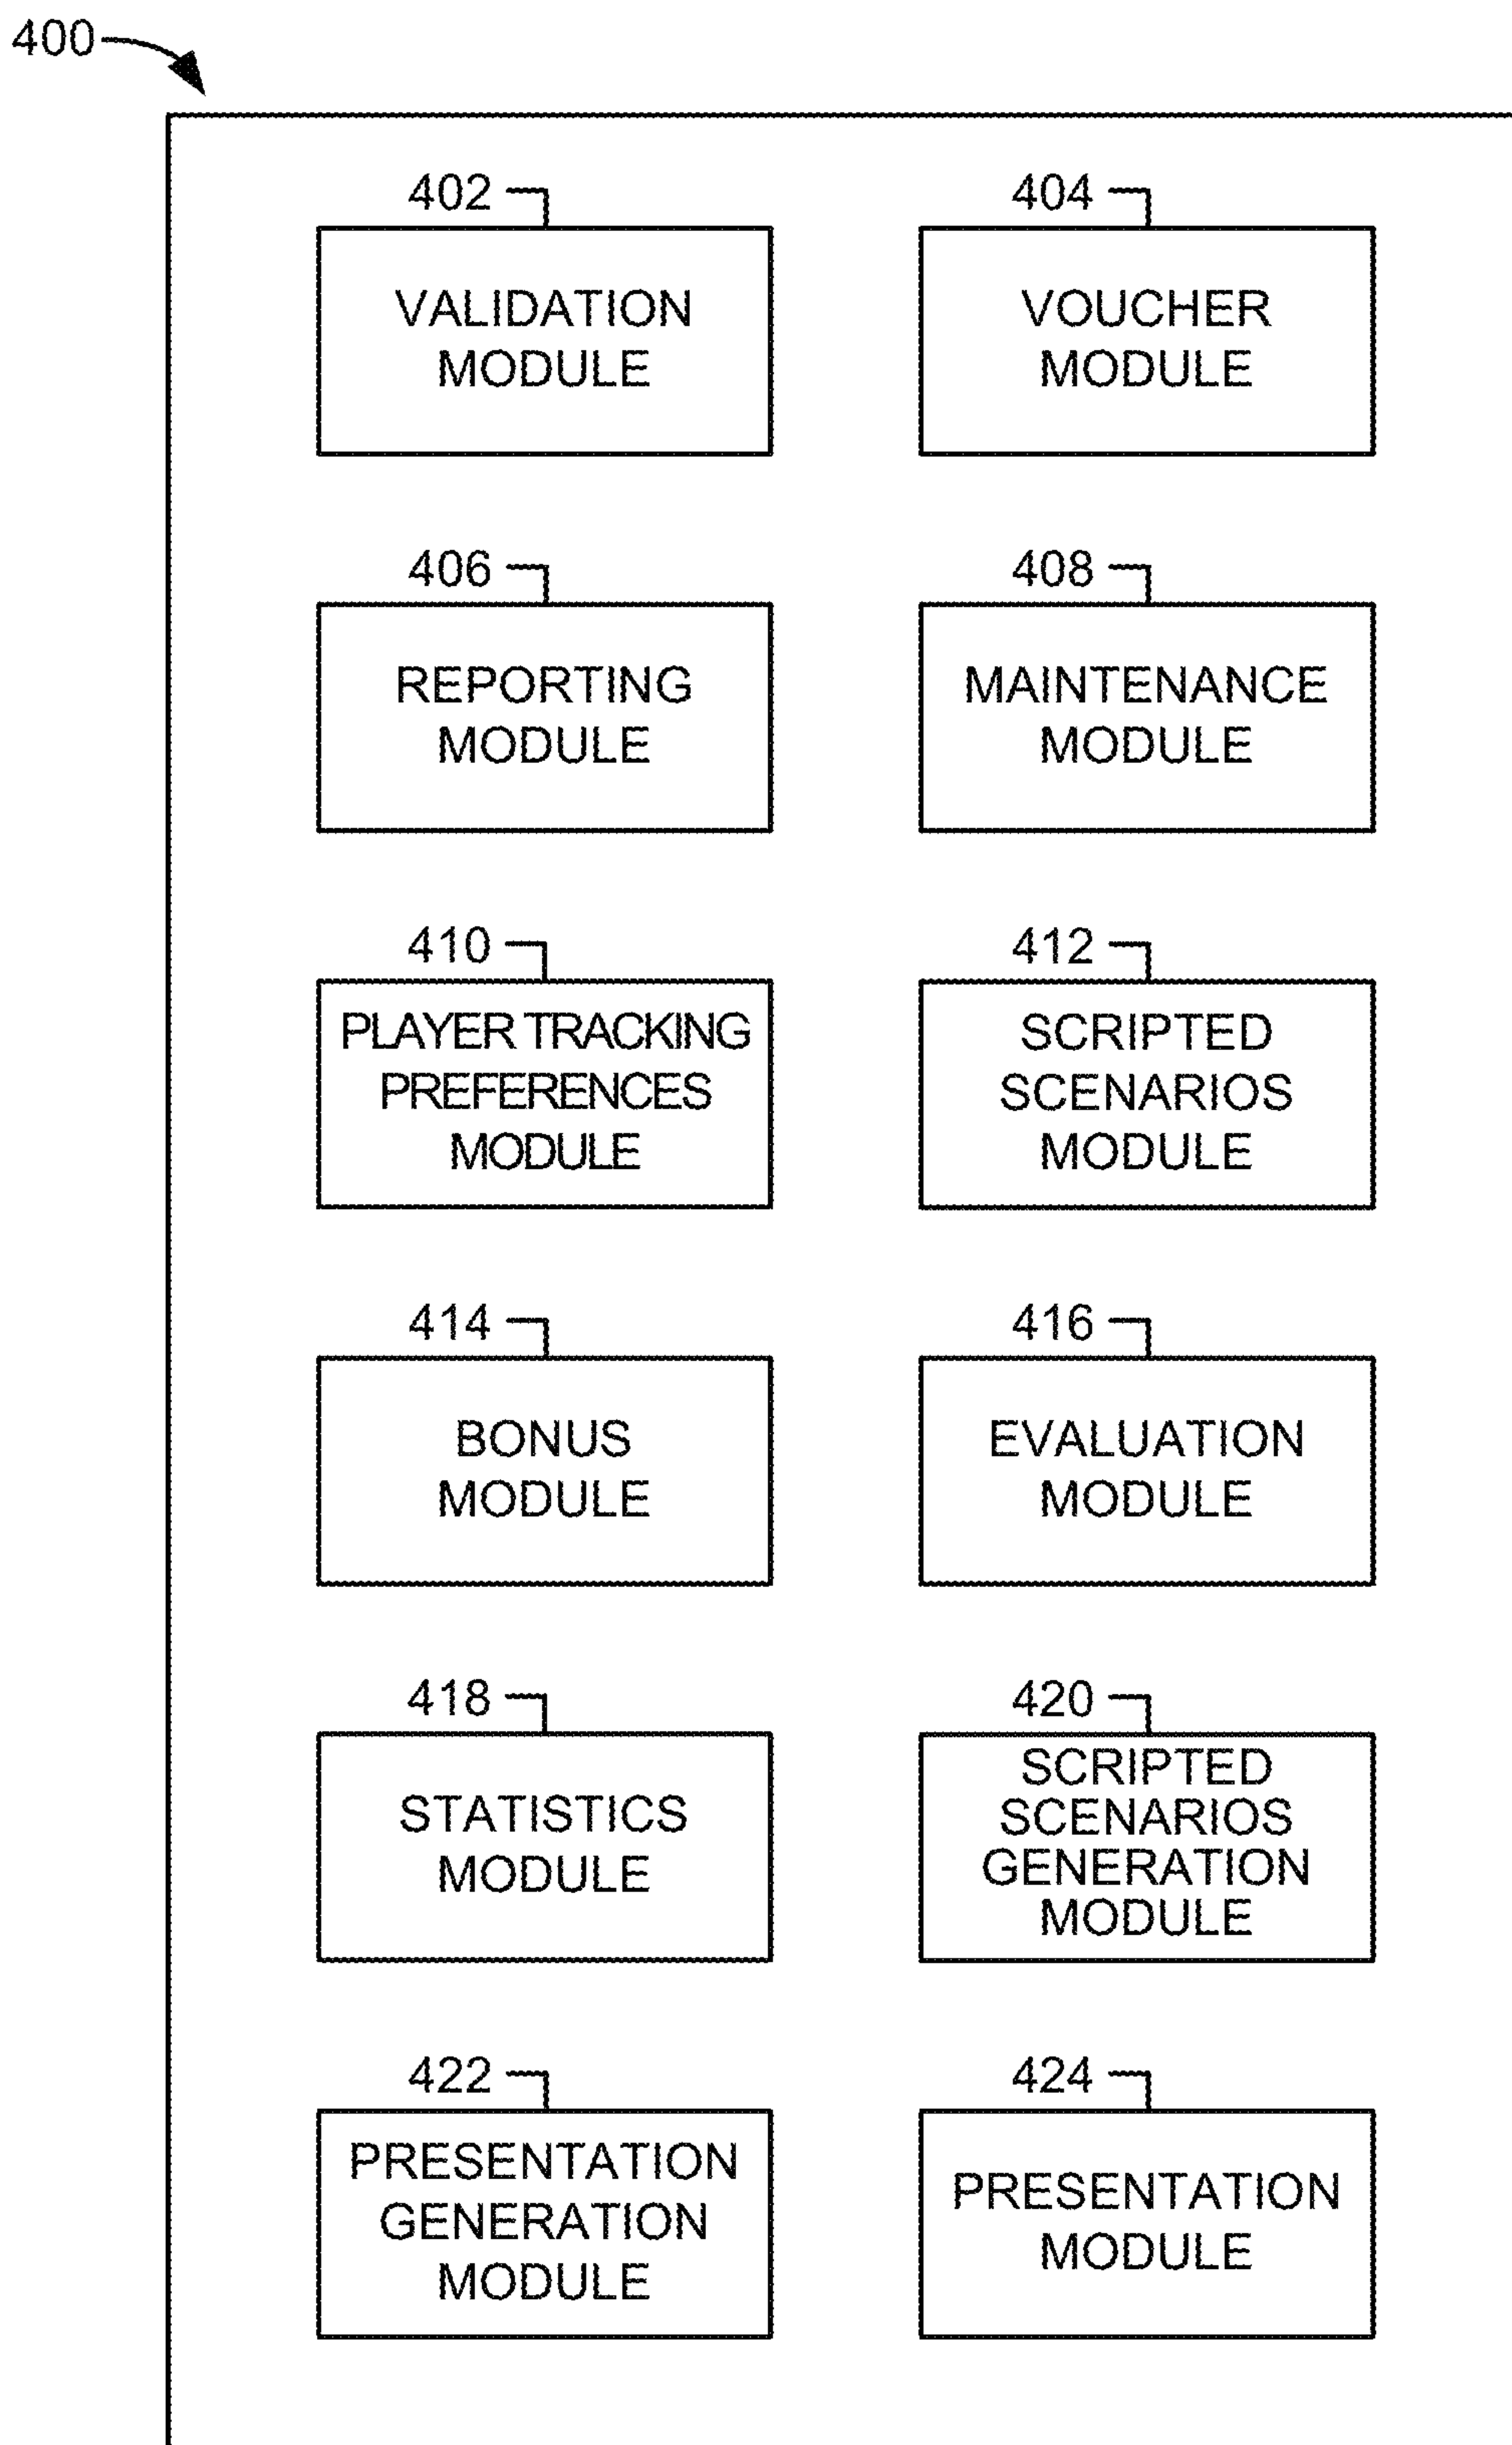 400
402
VALIDATION
MODULE
404
VOUCHER
MODULE
406
REPORTING
MODULE
408
MAINTENANCE
MODULE
410
PLAYER TRACKING
PREFERENCES
MODULE
412
SCRIPTED
SCENARIOS
MODULE
414
BONUS
MODULE
416
EVALUATION
MODULE
418
STATISTICS
MODULE
420
SCRIPTED
SCENARIOS
GENERATION
MODULE
422
PRESENTATION
GENERATION
MODULE
424
PRESENTATION
MODULE